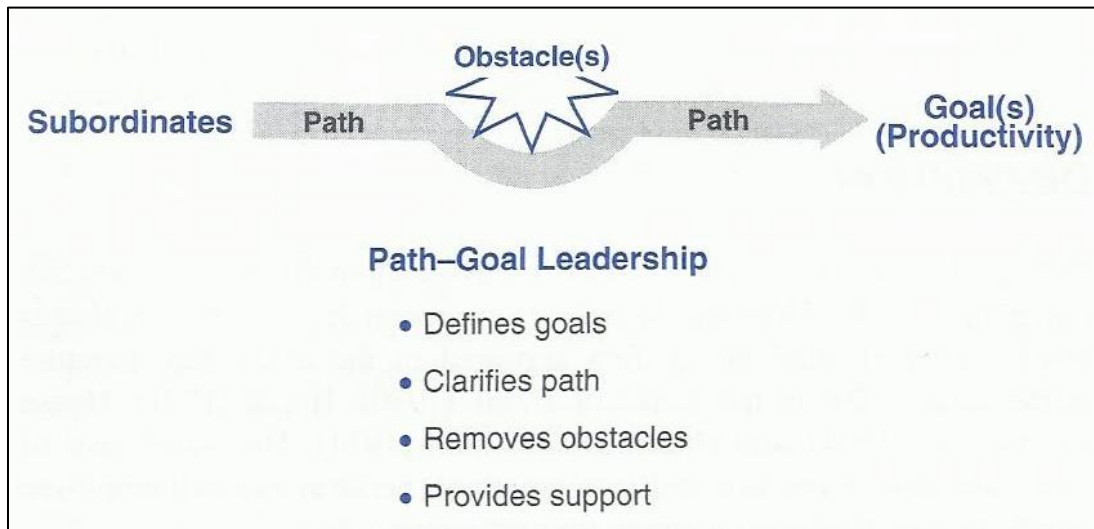 Obstacle(s)
Subordinates
Path
Path
Goal(s)
(Productivity)
Path–Goal Leadership
• Defines goals
• Clarifies path
• Removes obstacles
• Provides support